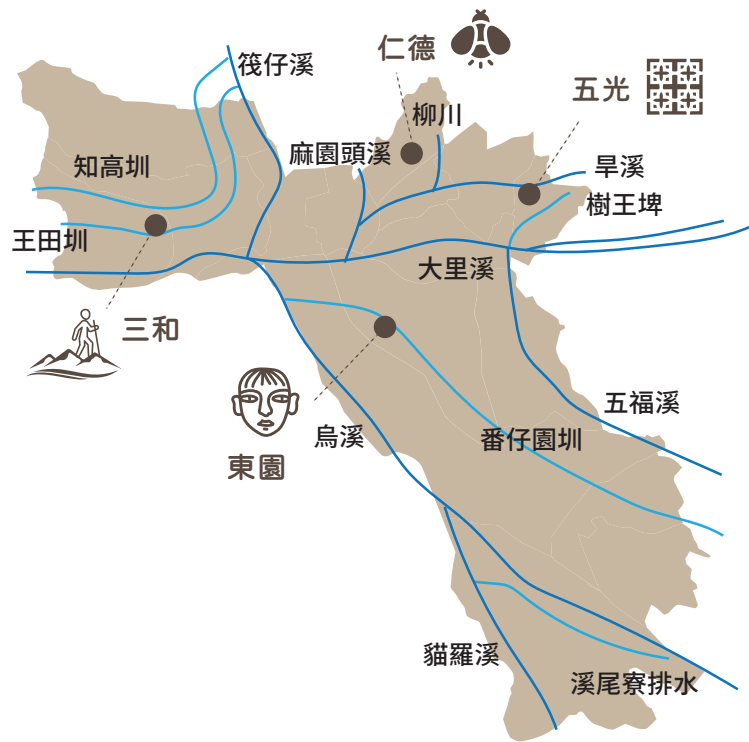 筏仔溪
仁德
五光
柳川
麻園頭溪
知高圳
旱溪
樹王埤
王田圳
大里溪
三和
五福溪
烏溪
番仔園圳
東園
貓羅溪
溪尾寮排水